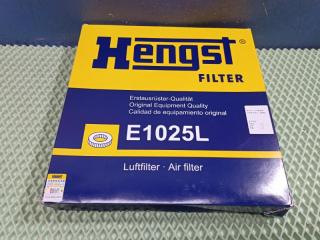 Hengst®
FILTER
Erstausrüster-Qualität
Original Equipment Quality
Calidad de equipamiento original
E1025L
Luftfilter · Air filter